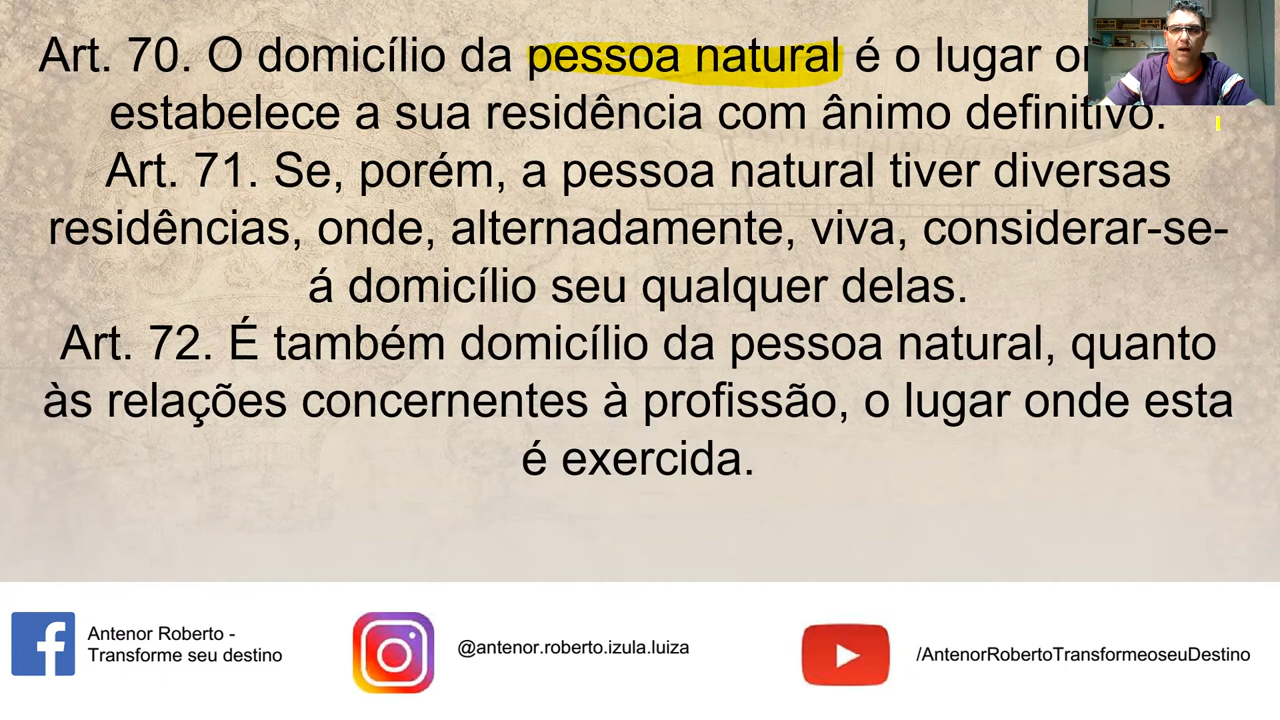 Art. 70. O domicílio da pessoa natural é o lugar
estabelece a sua residência com ânimo definitivo.
Art. 71. Se, porém, a pessoa natural tiver diversas
residências, onde, alternadamente, viva, considerar-se-
á domicílio seu qualquer delas.
Art. 72. É também domicílio da pessoa natural, quanto
às relações concernentes à profissão, o lugar onde esta
é exercida.
Antenor Roberto -
Transforme seu destino
@antenor.roberto.izula.luiza
/AntenorRobertoTransformeoseuDestino